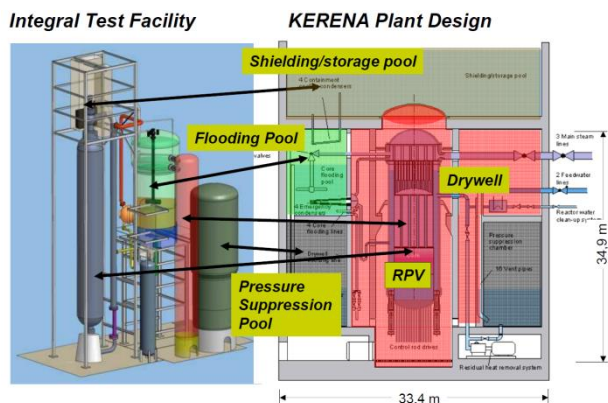 Integral Test Facility
KERENA Plant Design
Shielding/storage pool
4 Containment
Shielding/storage pool
Flooding Pool
valves
Core flooding
pool
4 Emergency
condensers
4 Core
flooding lines
Drywell
3 Main steam
lines
2 Feedwater
lines
Reactor water
clean-up system
Drywell
RPV
Pressure
suppression
chamber
16 Vent pipes
Pressure
Suppression
Pool
Control rod drives
Residual heat removal system
34,9 m
33.4 m